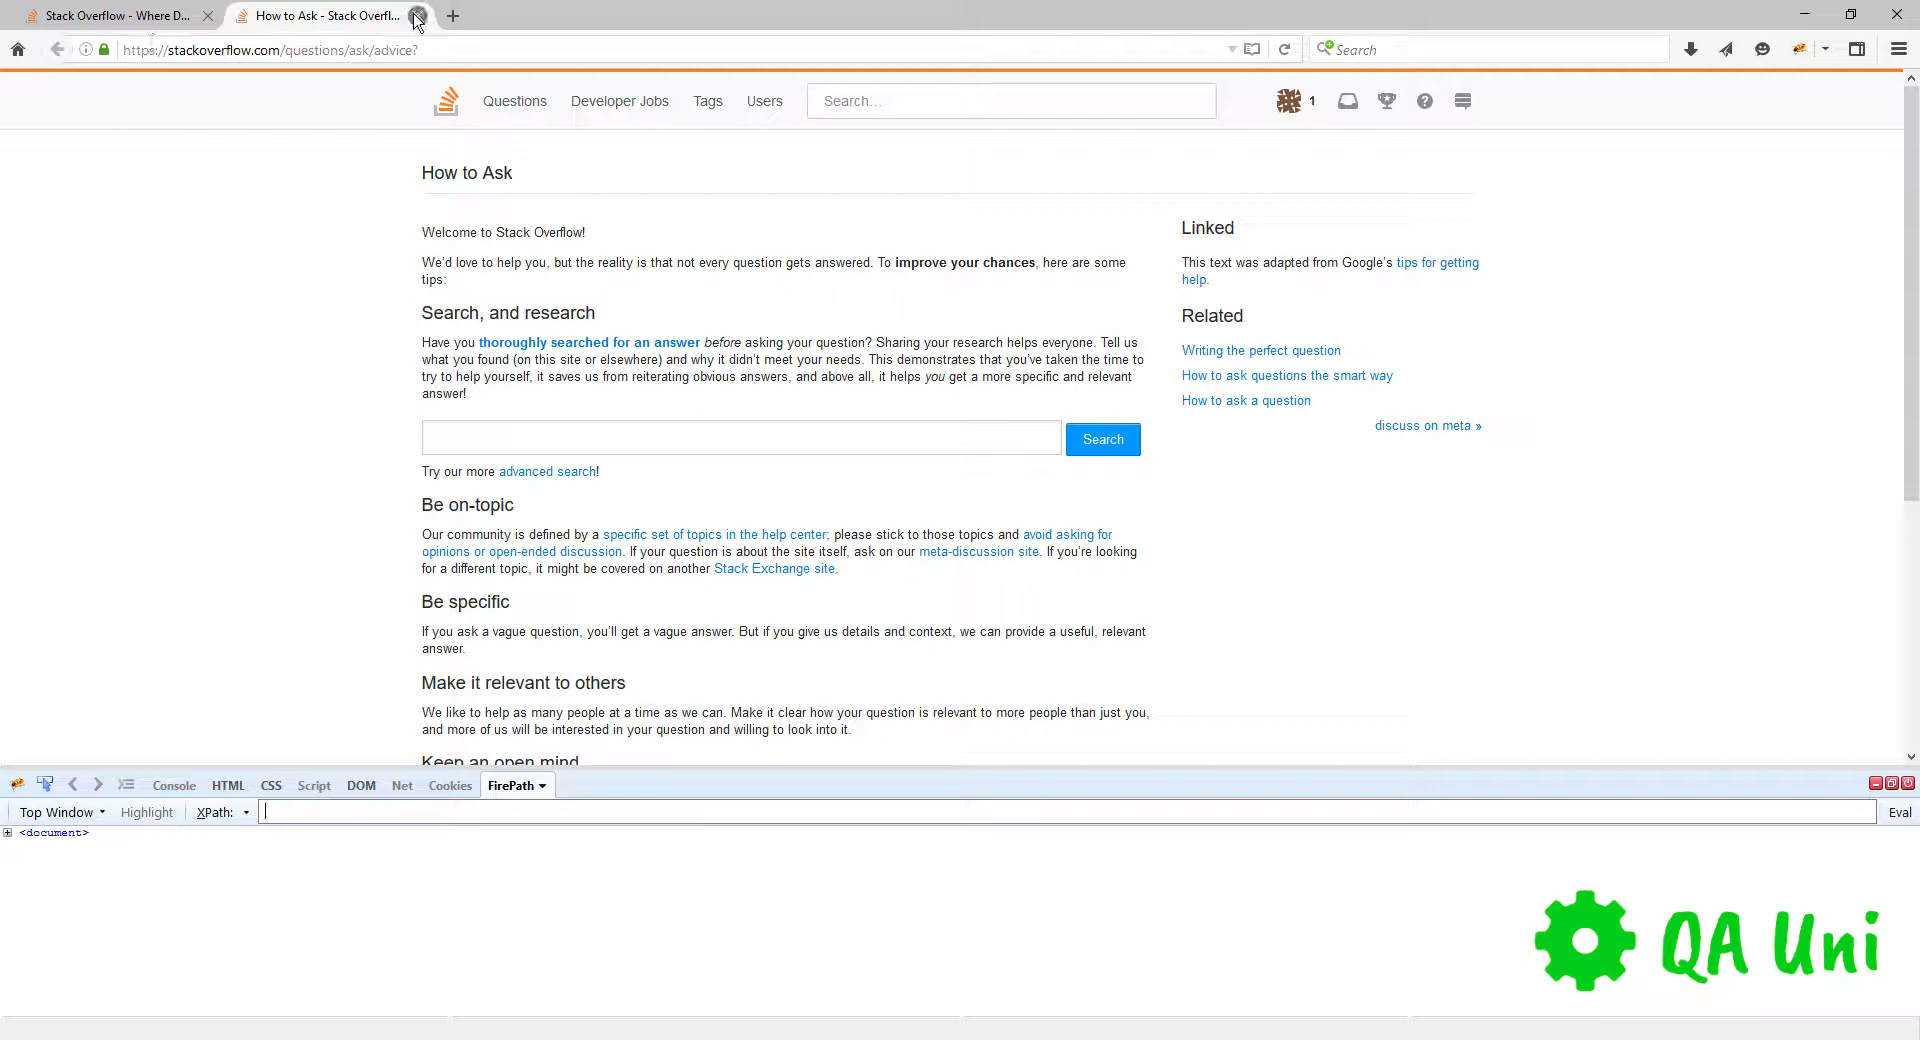 Stack Overflow - Where D...
How to Ask - Stack Overfl...
https://stackoverflow.com/questions/ask/advice?
Search
Questions
Developer Jobs
Tags
Users
Search...
1
How to Ask
Welcome to Stack Overflow!
We'd love to help you, but the reality is that not every question gets answered. To improve your chances, here are some
tips:
Search, and research
Have you thoroughly searched for an answer before asking your question? Sharing your research helps everyone. Tell us
what you found (on this site or elsewhere) and why it didn't meet your needs. This demonstrates that you've taken the time to
try to help yourself, it saves us from reiterating obvious answers, and above all, it helps you get a more specific and relevant
answer!
Search
Try our more advanced search!
Be on-topic
Our community is defined by a specific set of topics in the help center; please stick to those topics and avoid asking for
opinions or open-ended discussion. If your question is about the site itself, ask on our meta-discussion site. If you're looking
for a different topic, it might be covered on another Stack Exchange site.
Be specific
If you ask a vague question, you'll get a vague answer. But if you give us details and context, we can provide a useful, relevant
answer.
Make it relevant to others
We like to help as many people at a time as we can. Make it clear how your question is relevant to more people than just you,
and more of us will be interested in your question and willing to look into it.
Keep an open mind
Linked
This text was adapted from Google's tips for getting
help.
Related
Writing the perfect question
How to ask questions the smart way
How to ask a question
discuss on meta »
Console
HTML
CSS
Script
DOM
Net
Cookies
FirePath
Top Window
Highlight
XPath:
Eval
<document>
QA Uni